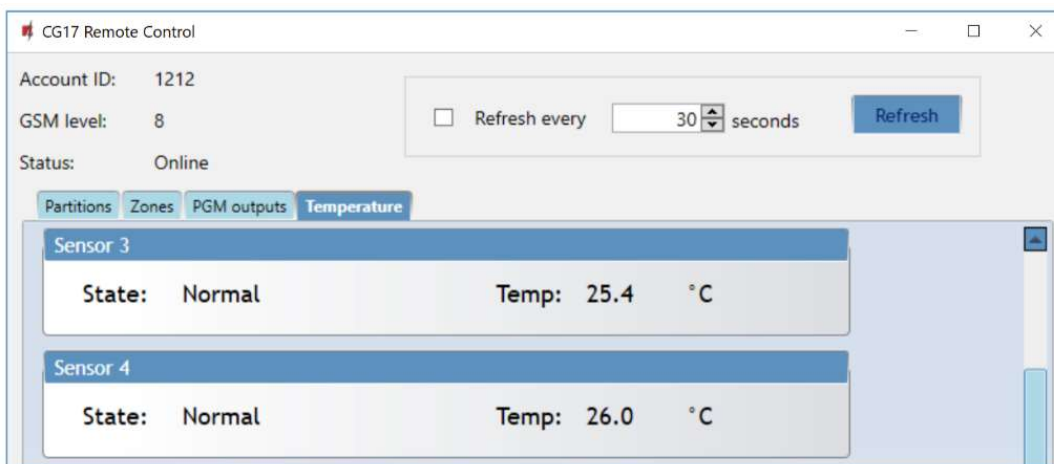 CG17 Remote Control
Account ID: 1212
GSM level: 8
Status: Online
Refresh every 30 seconds
Refresh
Partitions Zones PGM outputs Temperature
Sensor 3
State: Normal Temp: 25.4 °C
Sensor 4
State: Normal Temp: 26.0 °C